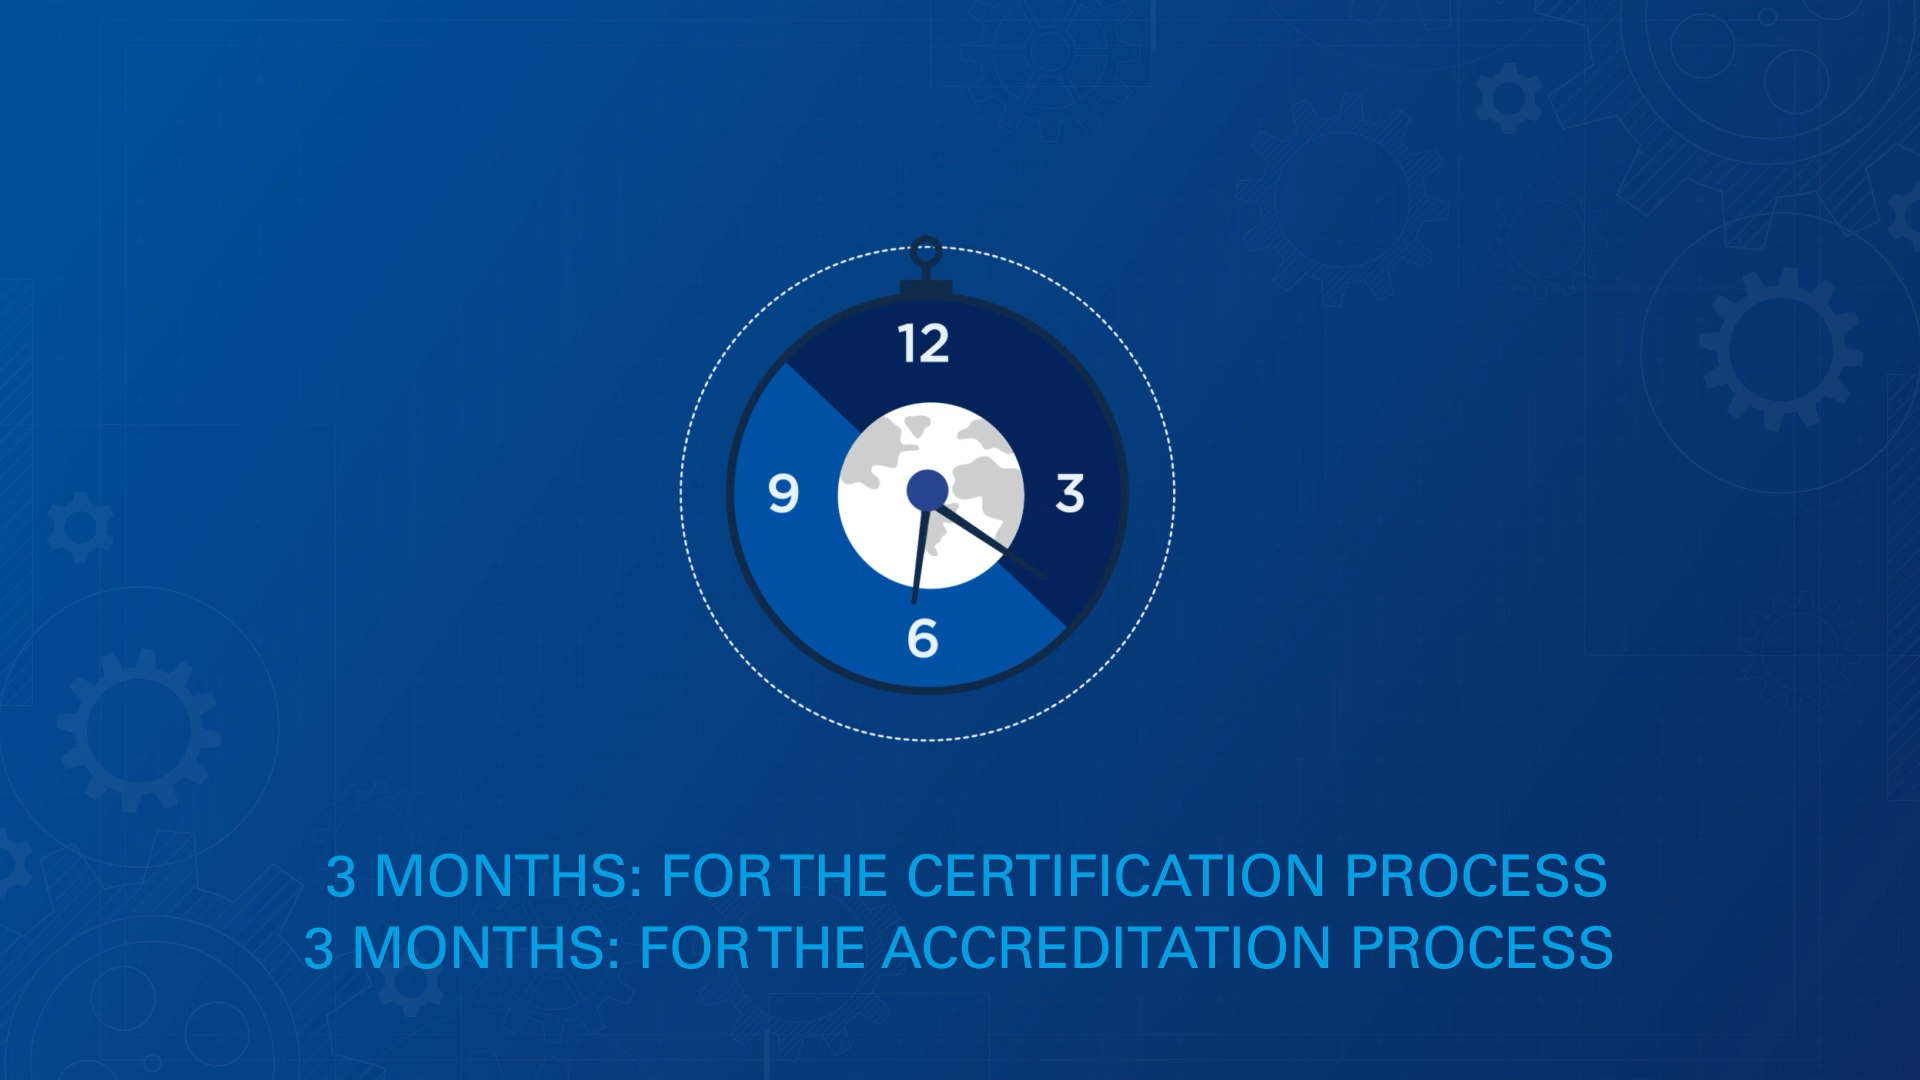 12
9
3
6
3 MONTHS: FOR THE CERTIFICATION PROCESS
3 MONTHS: FOR THE ACCREDITATION PROCESS